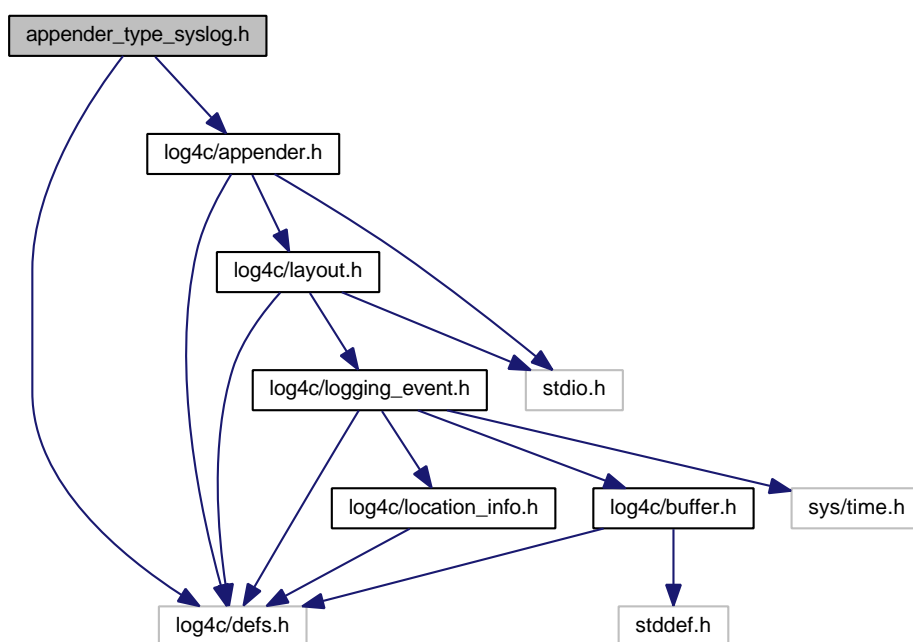 appender_type_syslog.h
log4c/appender.h
log4c/layout.h
log4c/logging_event.h
stdio.h
log4c/location_info.h
log4c/buffer.h
sys/time.h
log4c/defs.h
stddef.h